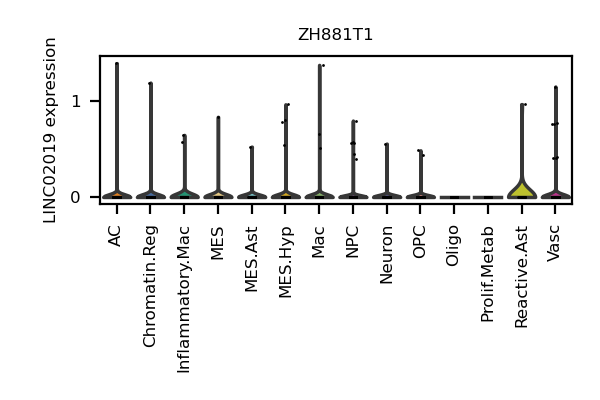 ZH881T1
LINC02019 expression
1
0
AC
Chromatin.Reg
Inflammatory.Mac
MES
MES.Ast
MES.Hyp
Mac
NPC
Neuron
OPC
Oligo
Prolif.Metab
Reactive.Ast
Vasc